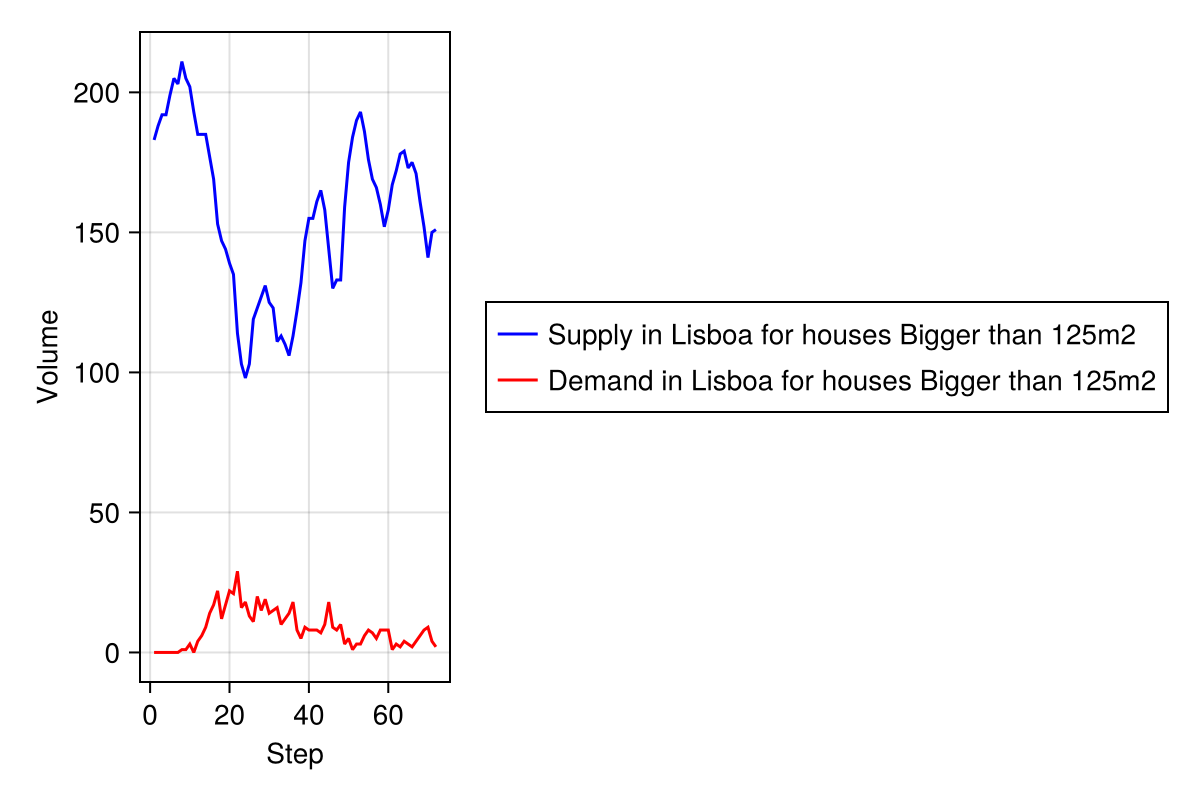 200
150
100
50
0
Volume
0 20 40 60
Step
Supply in Lisboa for houses Bigger than 125m2
Demand in Lisboa for houses Bigger than 125m2